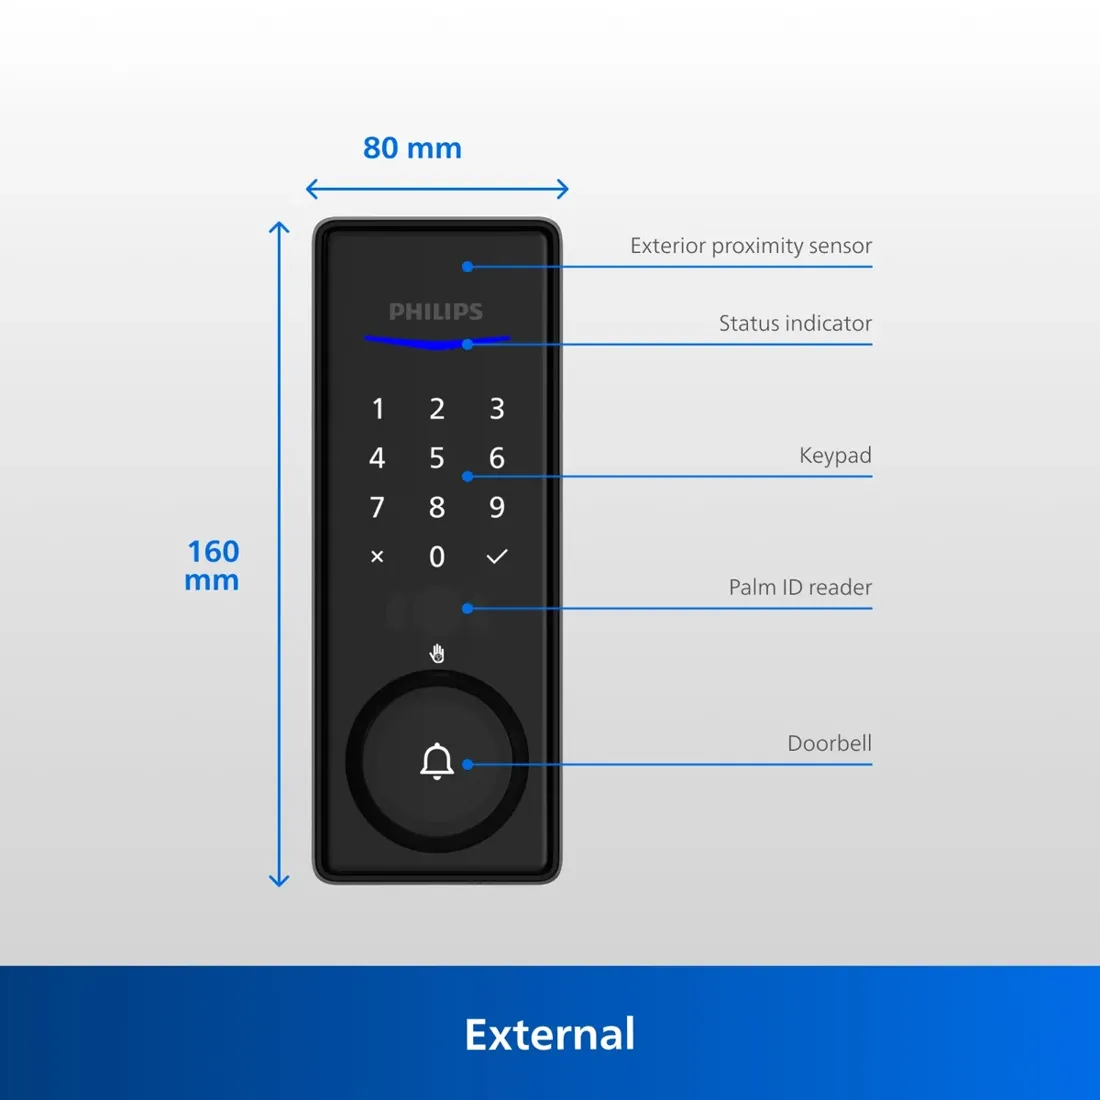 80 mm
Exterior proximity sensor
PHILIPS
Status indicator
1 2 3
4 5 6
Keypad
7 8 9
× 0 ✓
160
mm
Palm ID reader
Doorbell
External